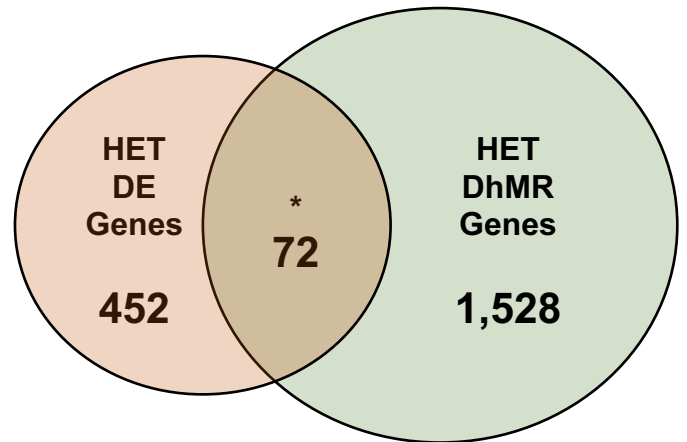 HET
DE
Genes
452
*
72
HET
DhMR
Genes
1,528